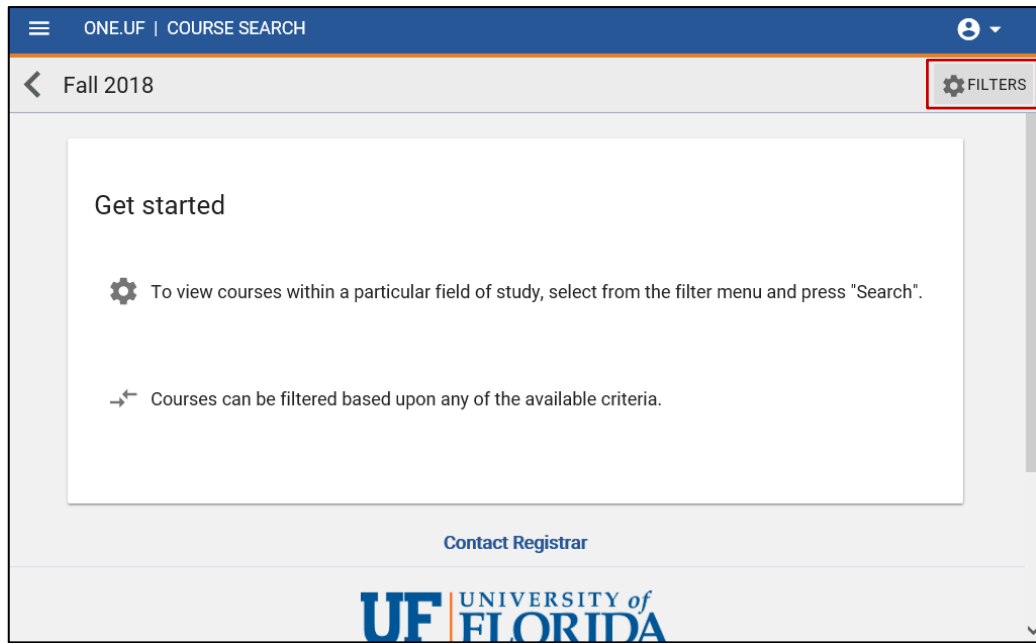 ONE.UF | COURSE SEARCH
Fall 2018
FILTERS
Get started
To view courses within a particular field of study, select from the filter menu and press "Search".
Courses can be filtered based upon any of the available criteria.
Contact Registrar
UF UNIVERSITY of
FLORIDA